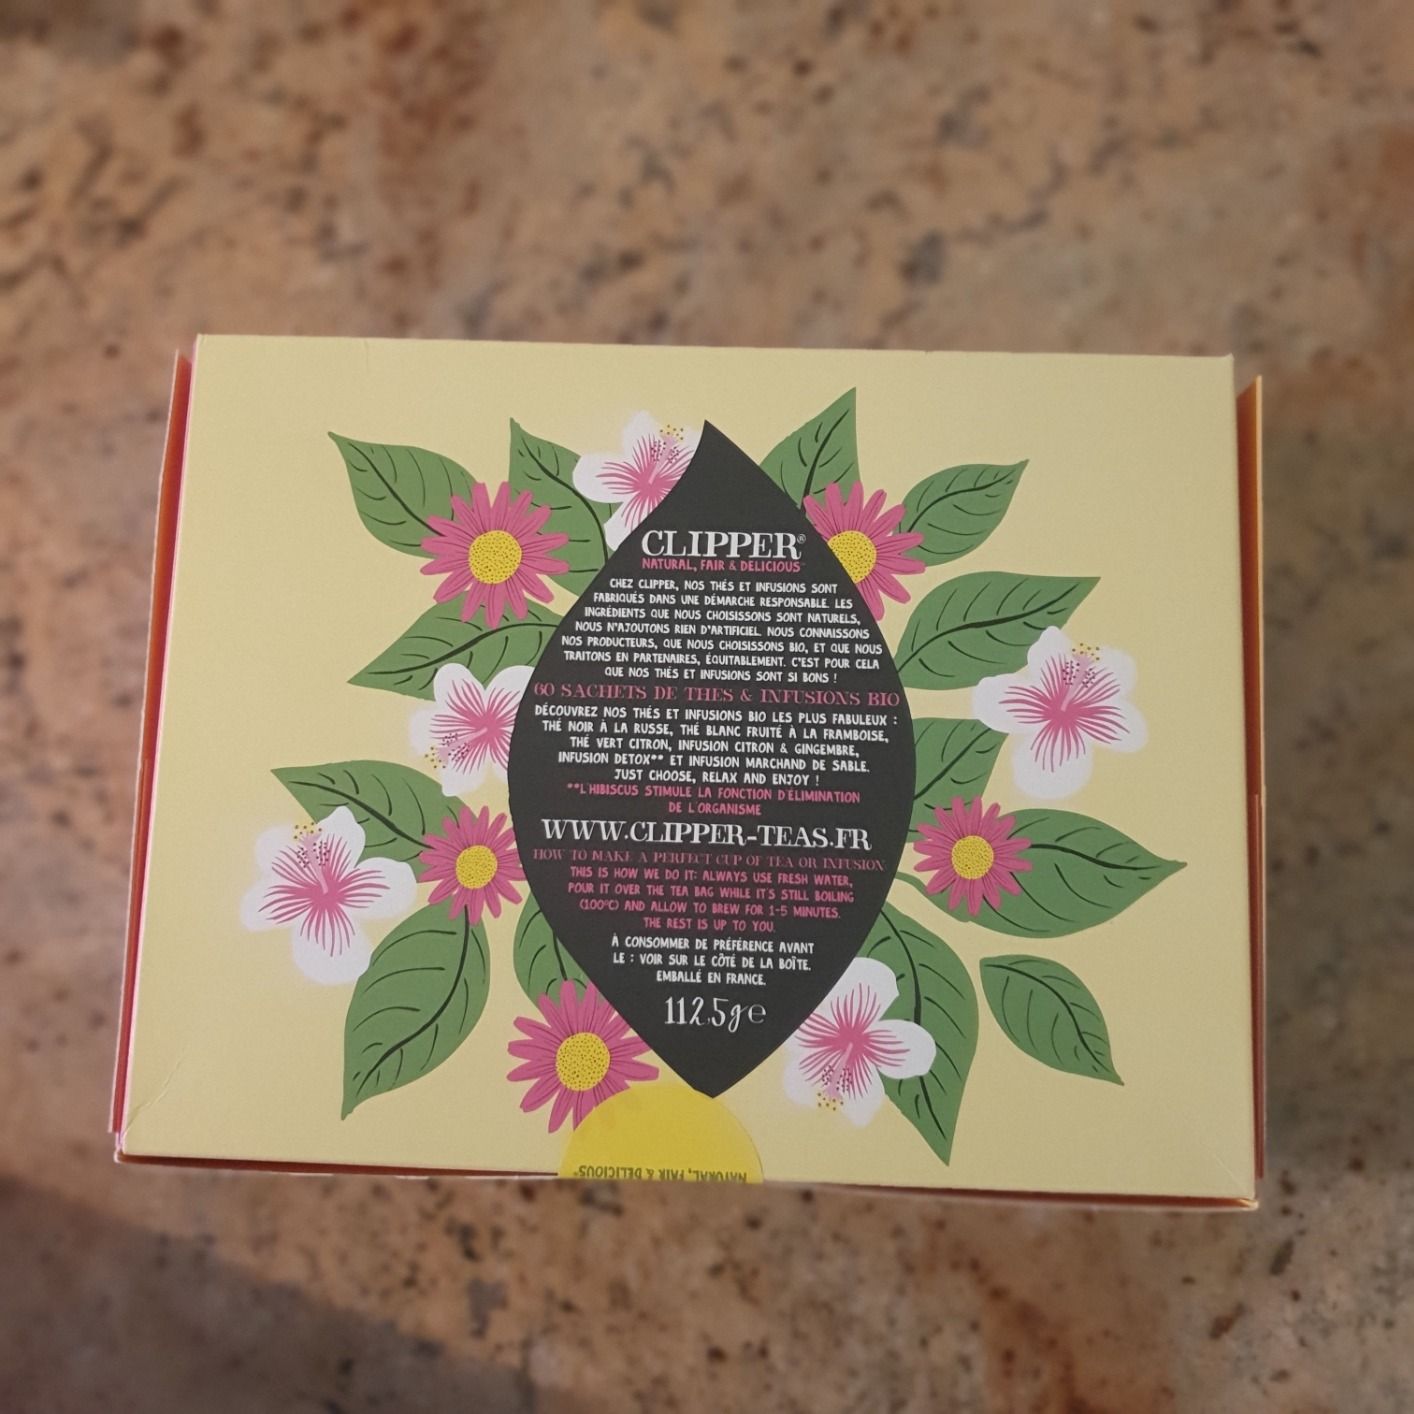 CLIPPER®
NATURAL, FAIR & DELICIOUS™
CHEZ CLIPPER, NOS THÉS ET INFUSIONS SONT
FABRIQUÉS DANS UNE DÉMARCHE RESPONSABLE. LES
INGRÉDIENTS QUE NOUS CHOISISSONS SONT NATURELS,
NOUS N'AJOUTONS RIEN D'ARTIFICIEL. NOUS CONNAISSONS
NOS PRODUCTEURS, QUE NOUS CHOISISSONS BIO, ET QUE NOUS
TRAITONS EN PARTENAIRES, ÉQUITABLEMENT. C'EST POUR CELA
QUE NOS THÉS ET INFUSIONS SONT SI BONS !
60 SACHETS DE THÉS & INFUSIONS BIO
DÉCOUVREZ NOS THÉS ET INFUSIONS BIO LES PLUS FABULEUX :
THÉ NOIR À LA RUSSE, THÉ BLANC FRUITÉ À LA FRAMBOISE,
THÉ VERT CITRON, INFUSION CITRON & GINGEMBRE,
INFUSION DETOX** ET INFUSION MARCHAND DE SABLE.
JUST CHOOSE, RELAX AND ENJOY !
**L'HIBISCUS STIMULE LA FONCTION D'ÉLIMINATION
DE L'ORGANISME
WWW.CLIPPER-TEAS.FR
HOW TO MAKE A PERFECT CUP OF TEA OR INFUSION
THIS IS HOW WE DO IT: ALWAYS USE FRESH WATER,
POUR IT OVER THE TEA BAG WHILE IT'S STILL BOILING
(100°C) AND ALLOW TO BREW FOR 1-5 MINUTES.
THE REST IS UP TO YOU.
À CONSOMMER DE PRÉFÉRENCE AVANT
LE : VOIR SUR LE CÔTÉ DE LA BOÎTE.
EMBALLÉ EN FRANCE.
112,5g e
NATURAL, FAIR & DELICIOUS®